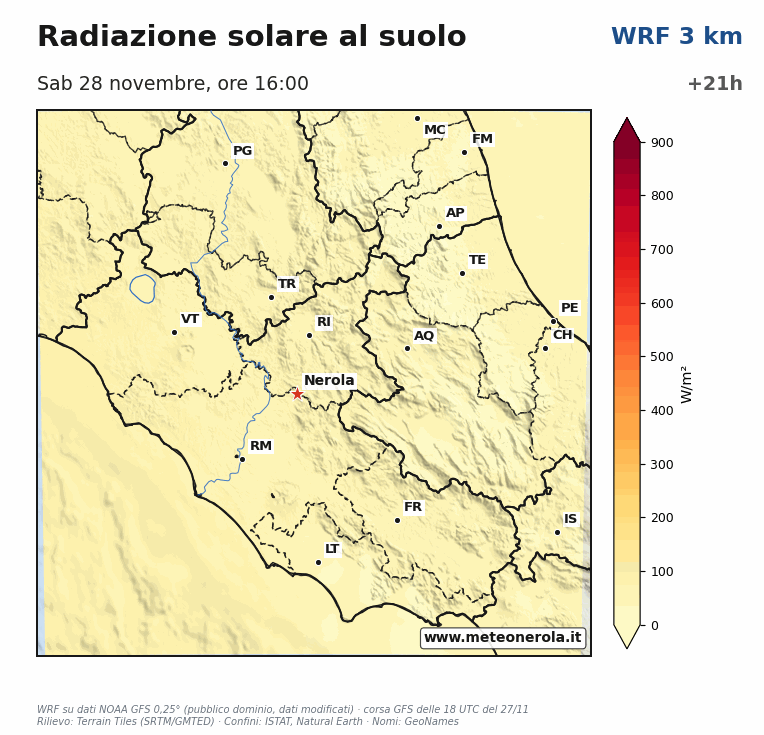 Radiazione solare al suolo
WRF 3 km
Sab 28 novembre, ore 16:00
+21h
MC
FM
PG
AP
TE
TR
PE
VT
RI
AQ
CH
Nerola
RM
FR
IS
LT
www.meteonerola.it
900
800
700
600
500
400
300
200
100
0
W/m²
WRF su dati NOAA GFS 0,25° (pubblico dominio, dati modificati) · corsa GFS delle 18 UTC del 27/11
Rilievo: Terrain Tiles (SRTM/GMTED) · Confini: ISTAT, Natural Earth · Nomi: GeoNames